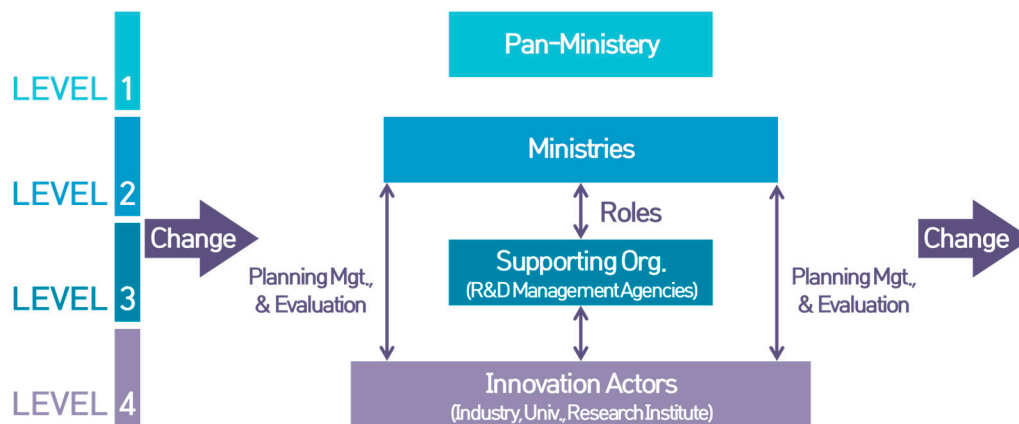 Pan-Ministery
LEVEL 1
Ministries
LEVEL 2
Roles
Change
Change
Supporting Org.
(R&D Management Agencies)
Planning Mgt.,
& Evaluation
Planning Mgt.,
& Evaluation
LEVEL 3
Innovation Actors
(Industry, Univ., Research Institute)
LEVEL 4